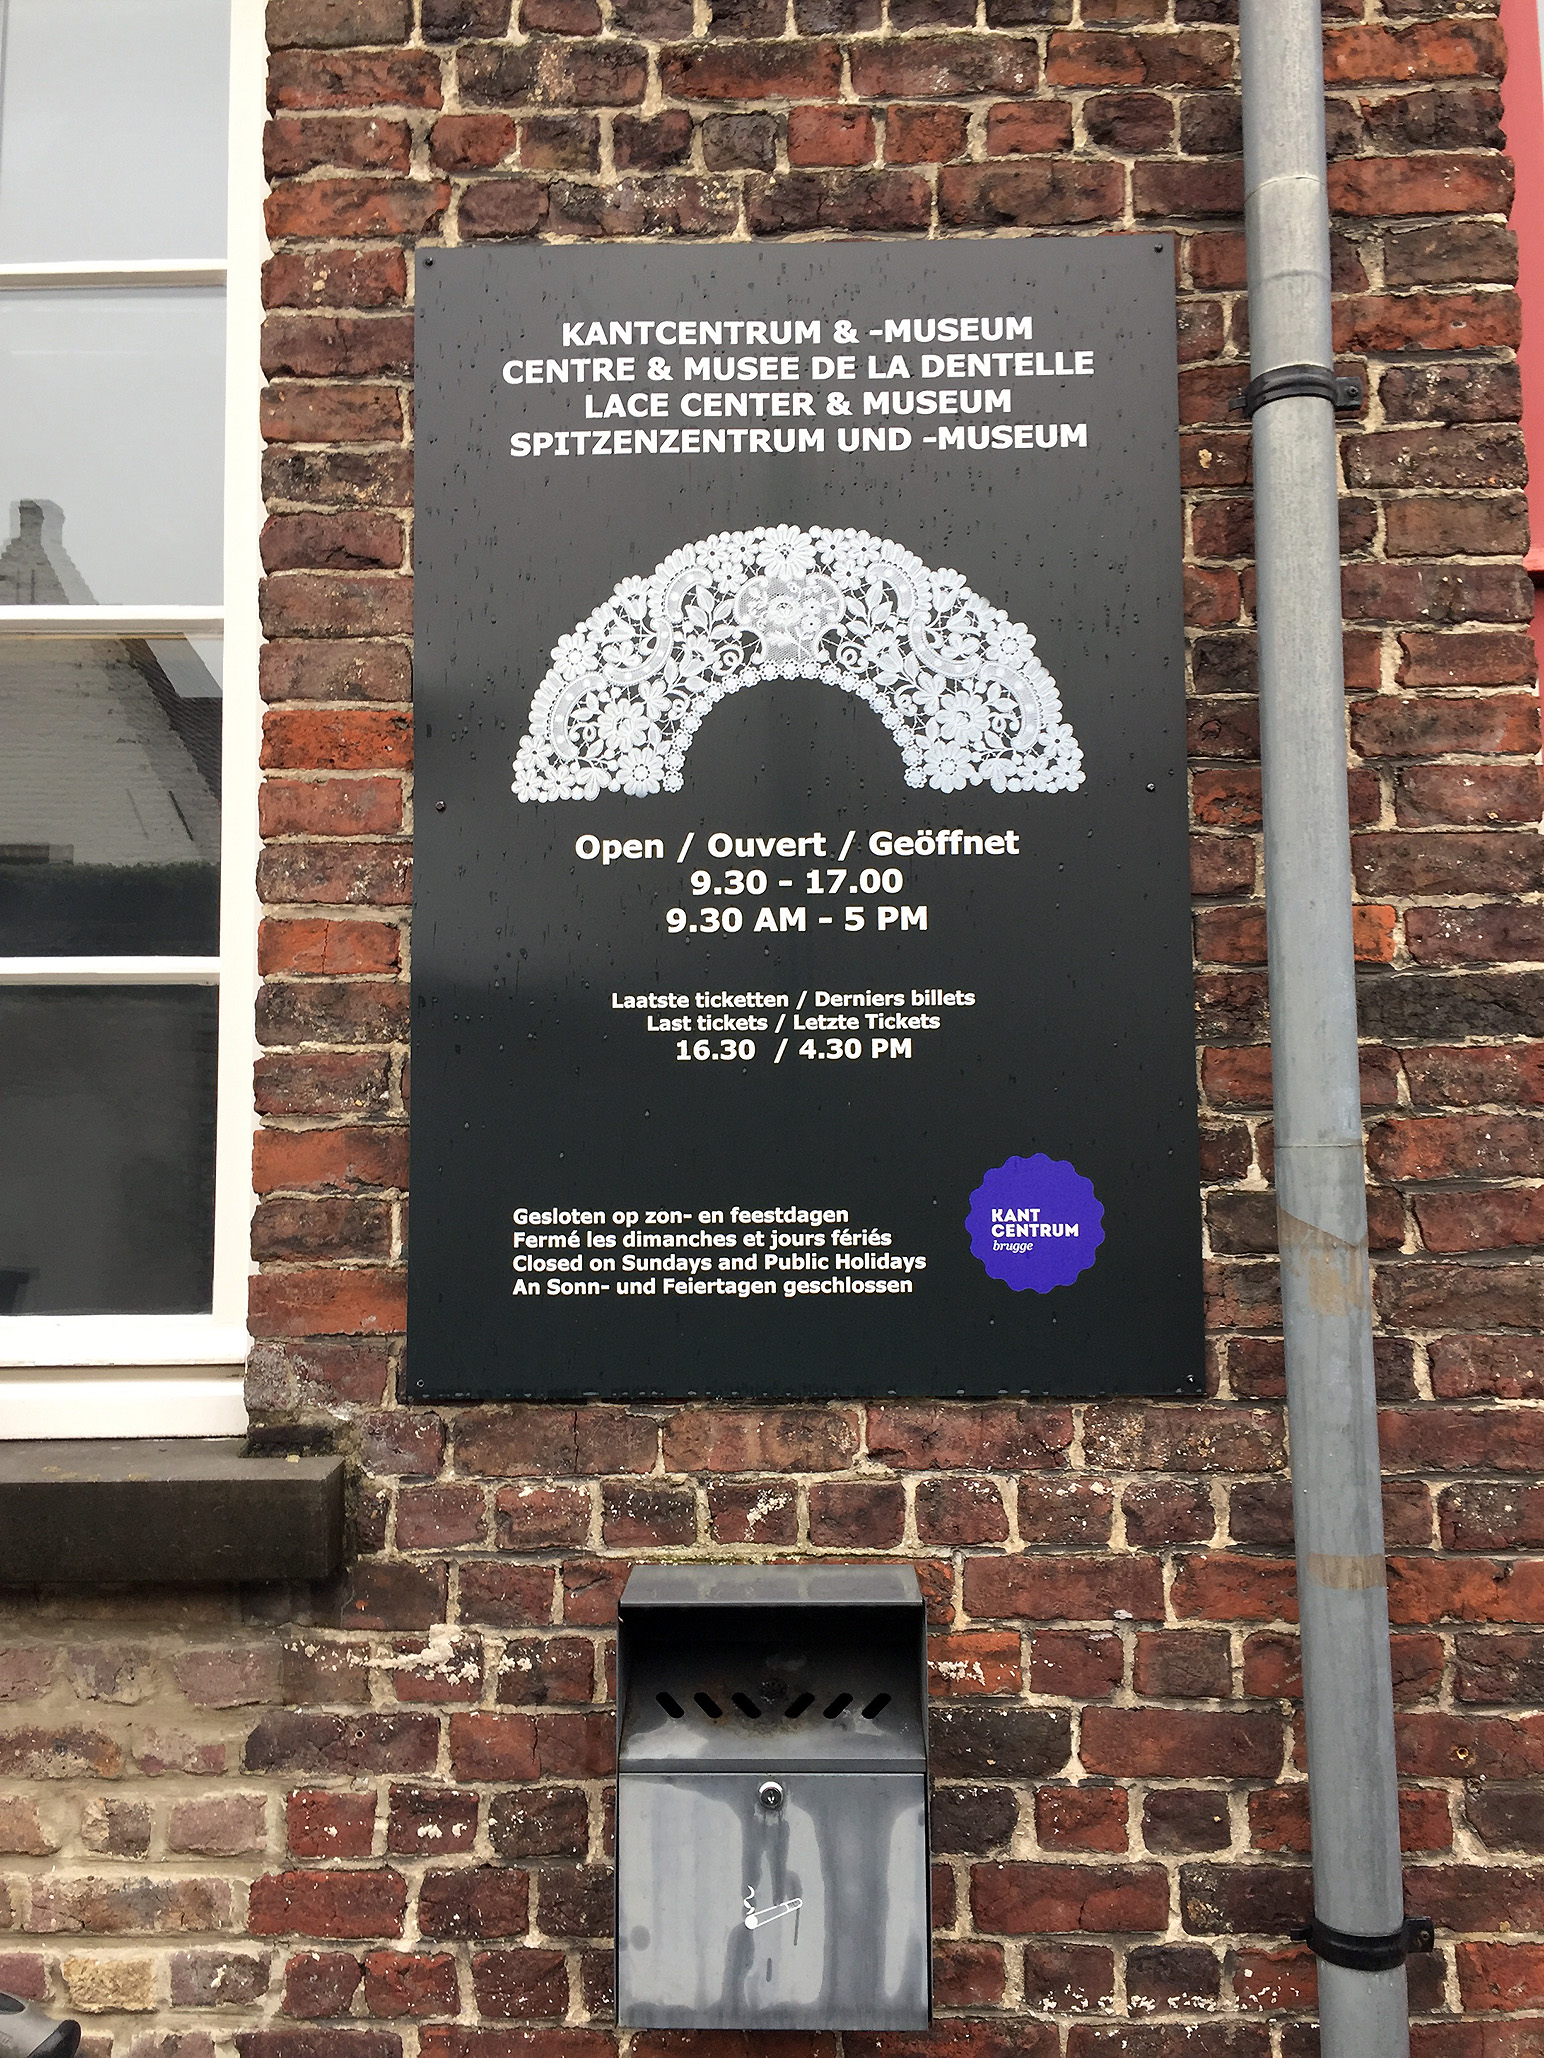 KANTCENTRUM & -MUSEUM
CENTRE & MUSEE DE LA DENTELLE
LACE CENTER & MUSEUM
SPITZENZENTRUM UND -MUSEUM
Open / Ouvert / Geöffnet
9.30 - 17.00
9.30 AM - 5 PM
Laatste ticketten / Derniers billets
Last tickets / Letzte Tickets
16.30 / 4.30 PM
Gesloten op zon- en feestdagen
Fermé les dimanches et jours fériés
Closed on Sundays and Public Holidays
An Sonn- und Feiertagen geschlossen
KANT
CENTRUM
brugge